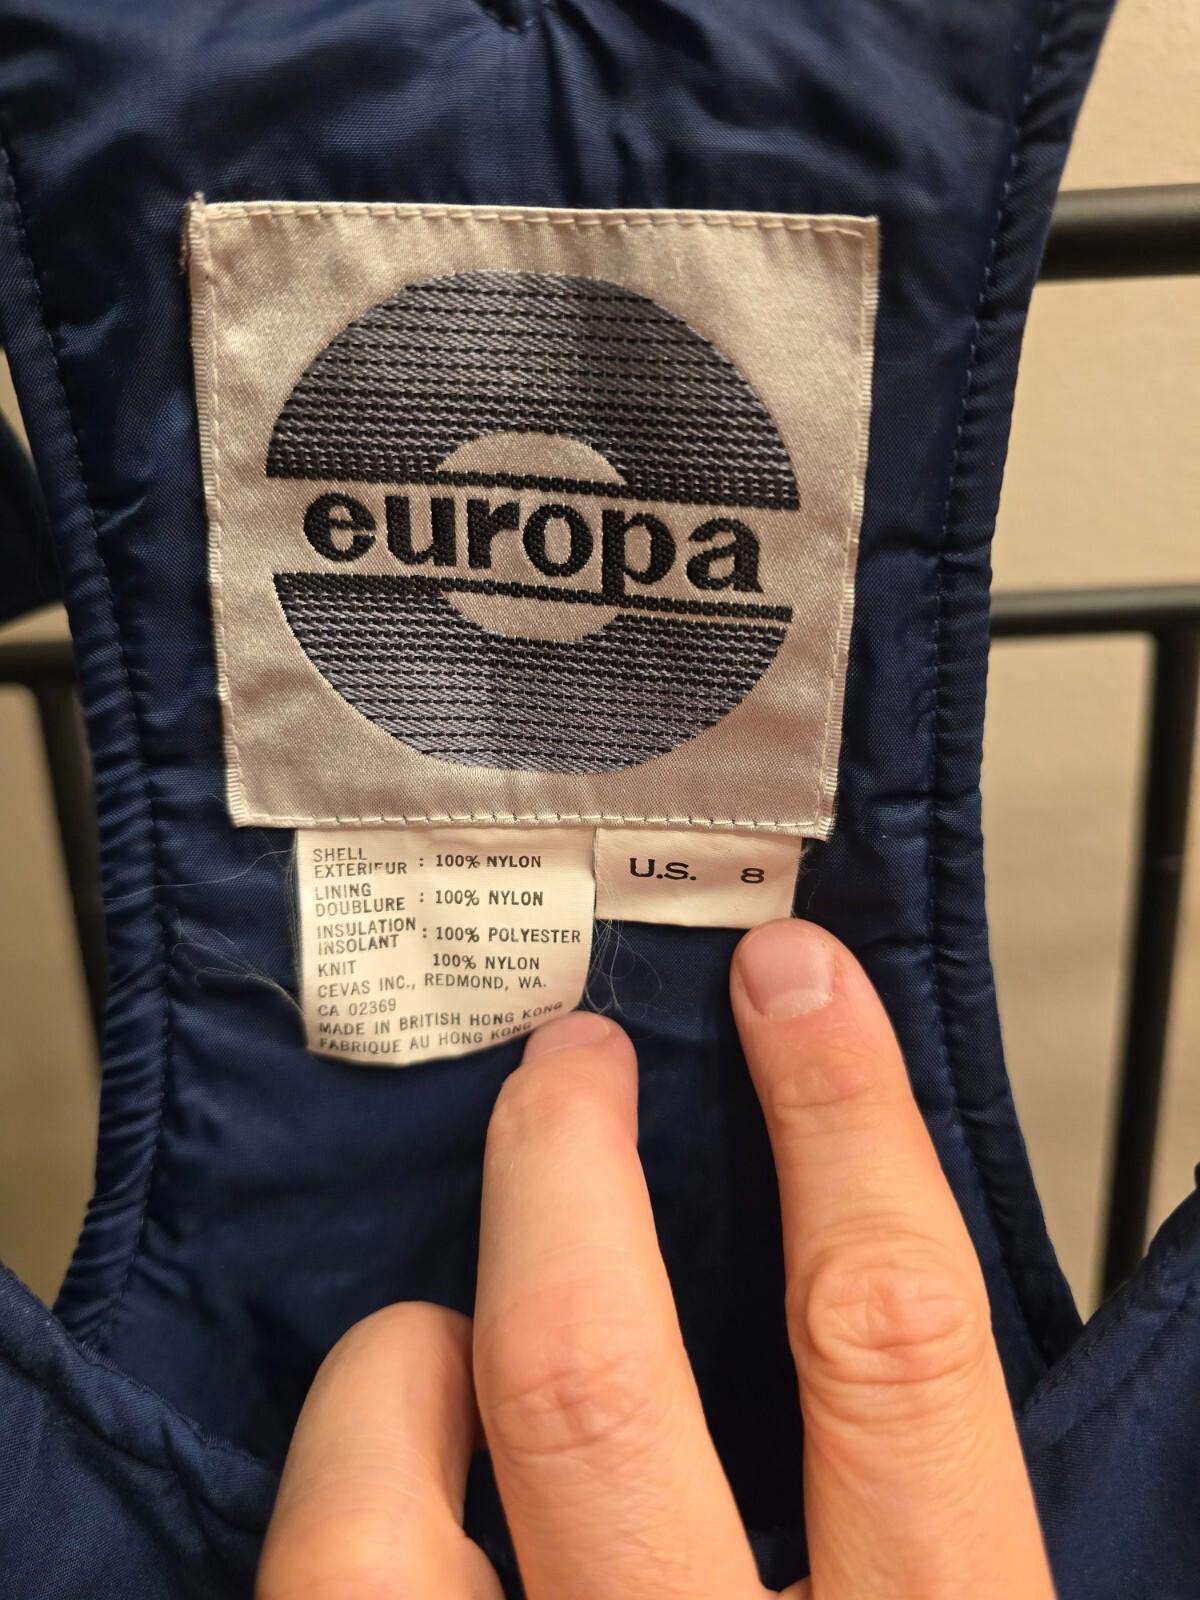 europa
SHELL
EXTERIEUR : 100% NYLON
LINING
DOUBLURE : 100% NYLON
INSULATION
INSOLANT : 100% POLYESTER
KNIT 100% NYLON
CEVAS INC., REDMOND, WA.
CA 02369
MADE IN BRITISH HONG KONG
FABRIQUE AU HONG KONG
U.S. 8